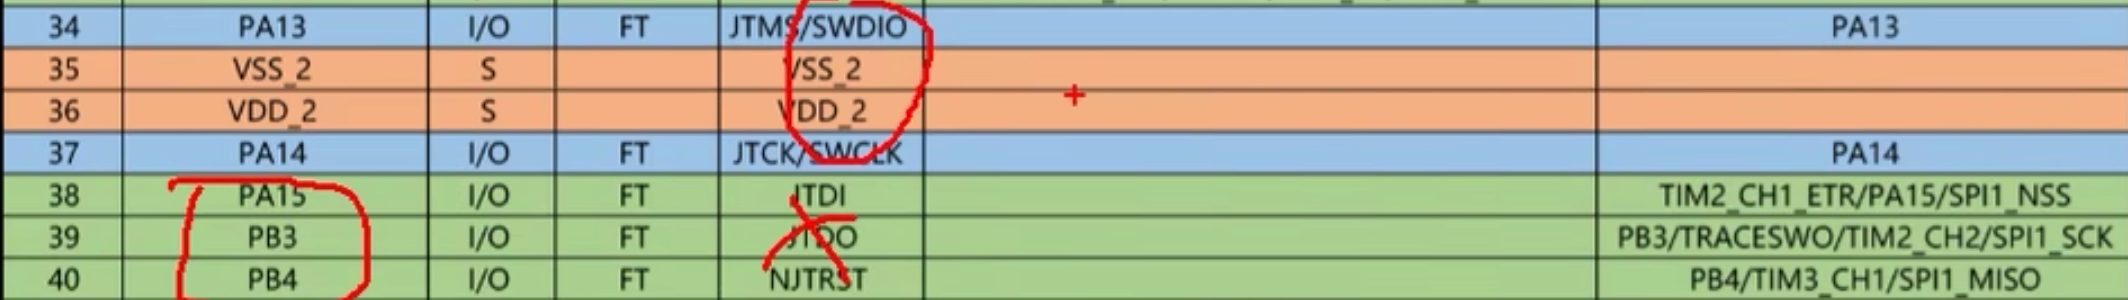 34 PA13 I/O FT JTMS/SWDIO PA13
35 VSS_2 S VSS_2
36 VDD_2 S VDD_2
37 PA14 I/O FT JTCK/SWCLK PA14
38 PA15 I/O FT JTDI TIM2_CH1_ETR/PA15/SPI1_NSS
39 PB3 I/O FT JTDO PB3/TRACESWO/TIM2_CH2/SPI1_SCK
40 PB4 I/O FT NJTRST PB4/TIM3_CH1/SPI1_MISO